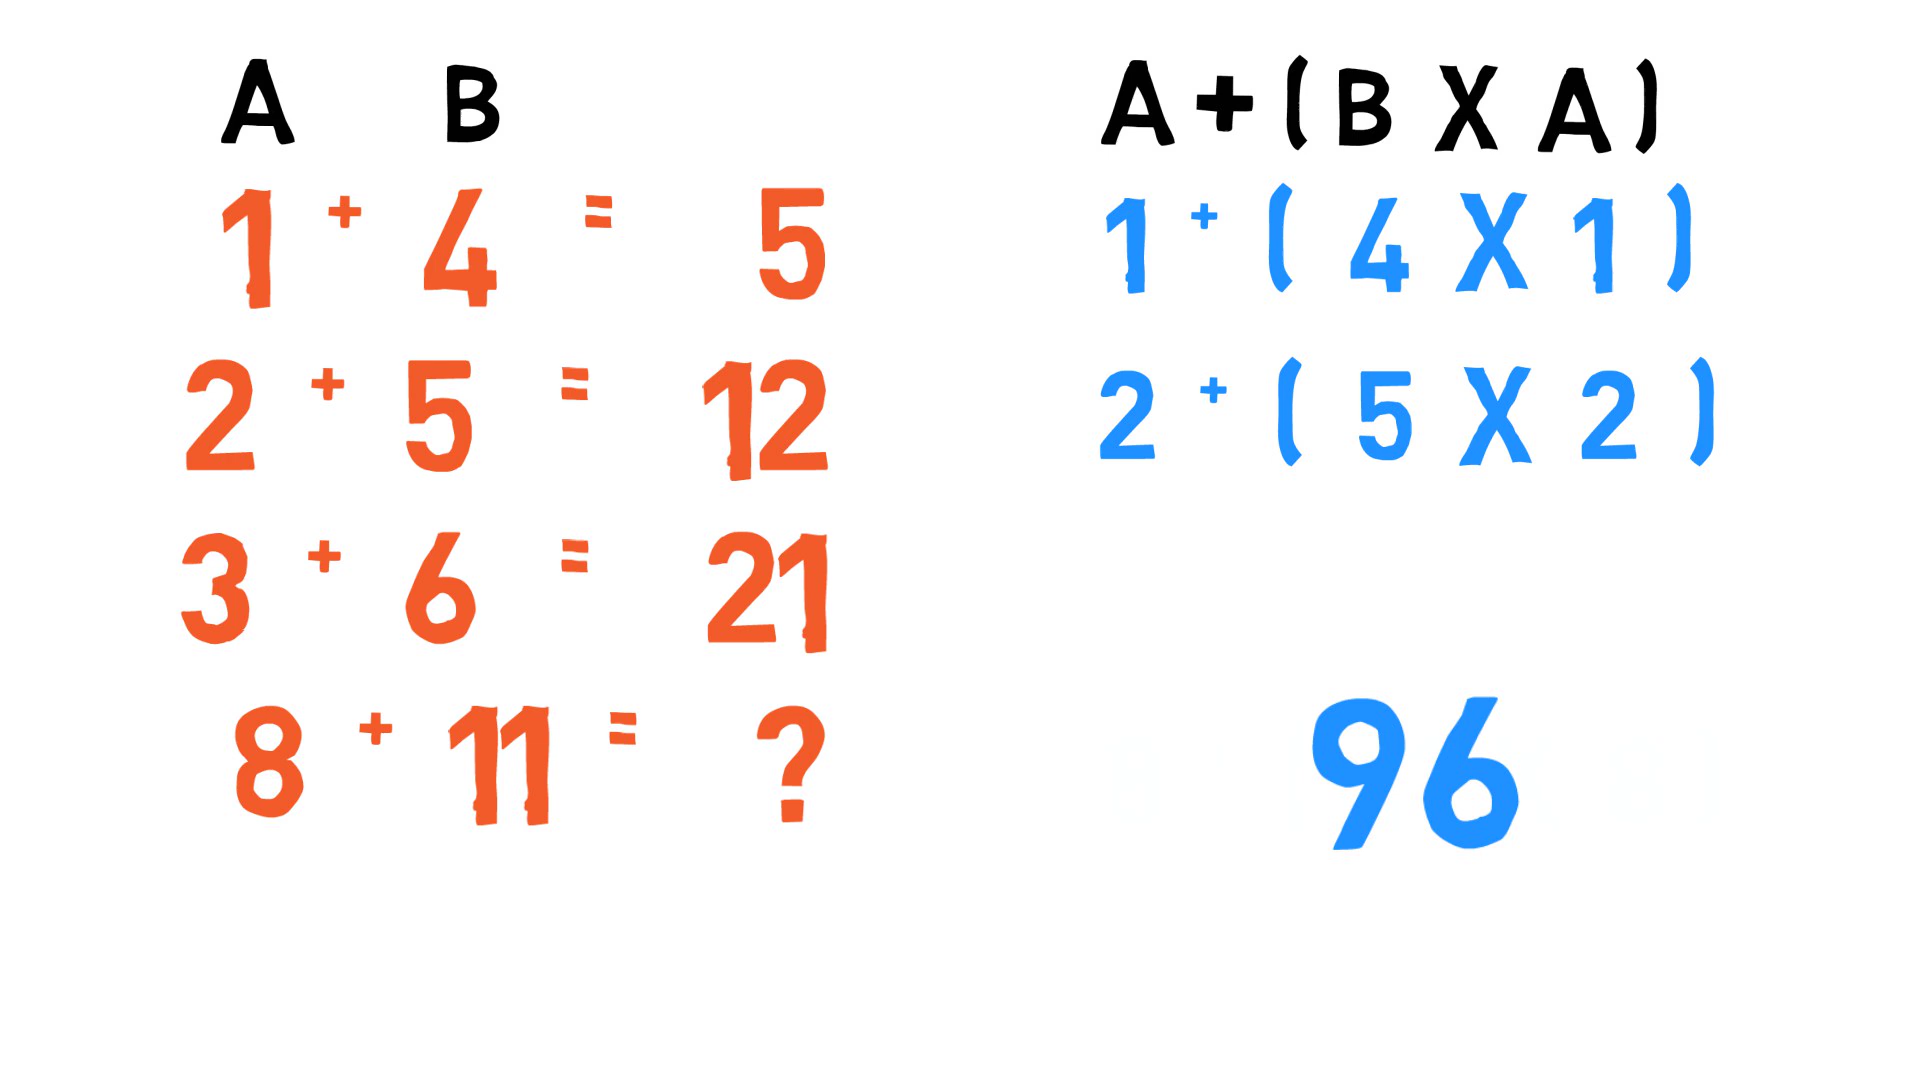 A B
1 + 4 = 5
2 + 5 = 12
3 + 6 = 21
8 + 11 = ?
A + ( B X A )
1 + ( 4 X 1 )
2 + ( 5 X 2 )
96